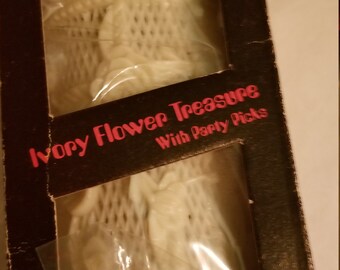 Ivory Flower Treasure
With Party Picks